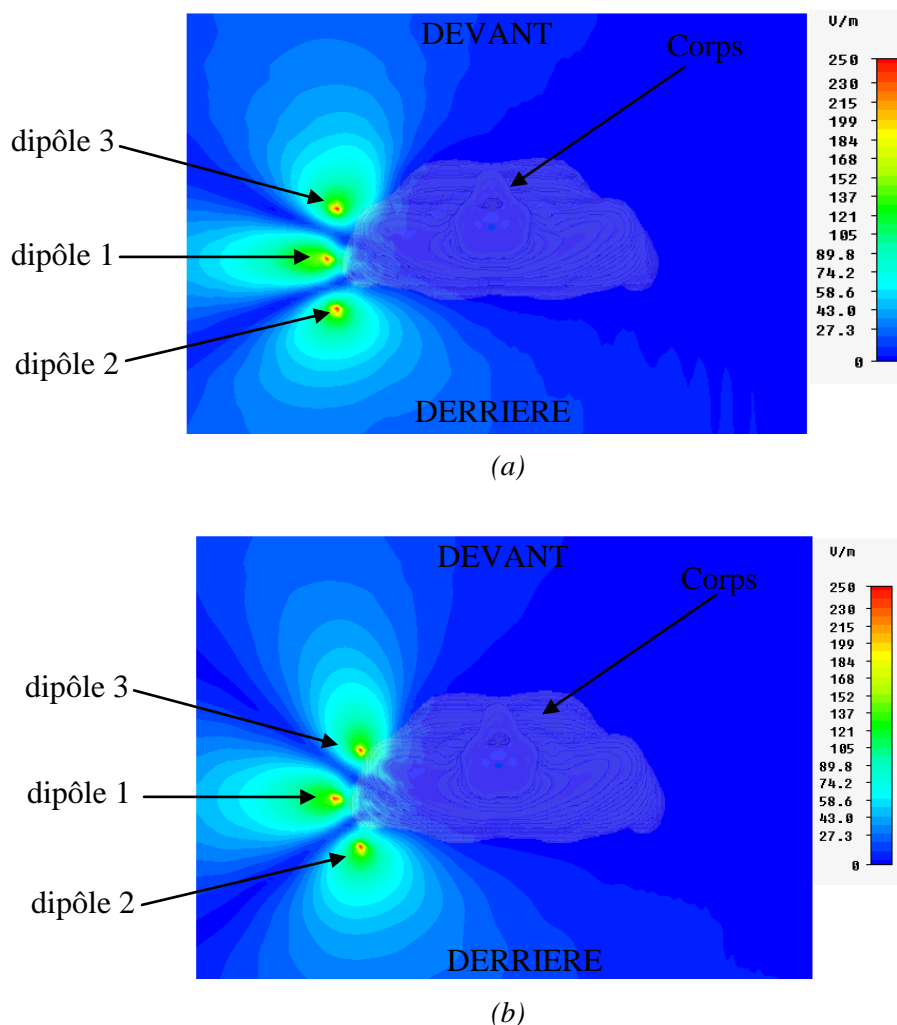 V/m
DEVANT
Corps
250
230
215
199
184
168
152
137
121
105
89.8
74.2
58.6
43.0
27.3
0
dipôle 3
dipôle 1
dipôle 2
DERRIERE
(a)
V/m
DEVANT
Corps
250
230
215
199
184
168
152
137
121
105
89.8
74.2
58.6
43.0
27.3
0
dipôle 3
dipôle 1
dipôle 2
DERRIERE
(b)